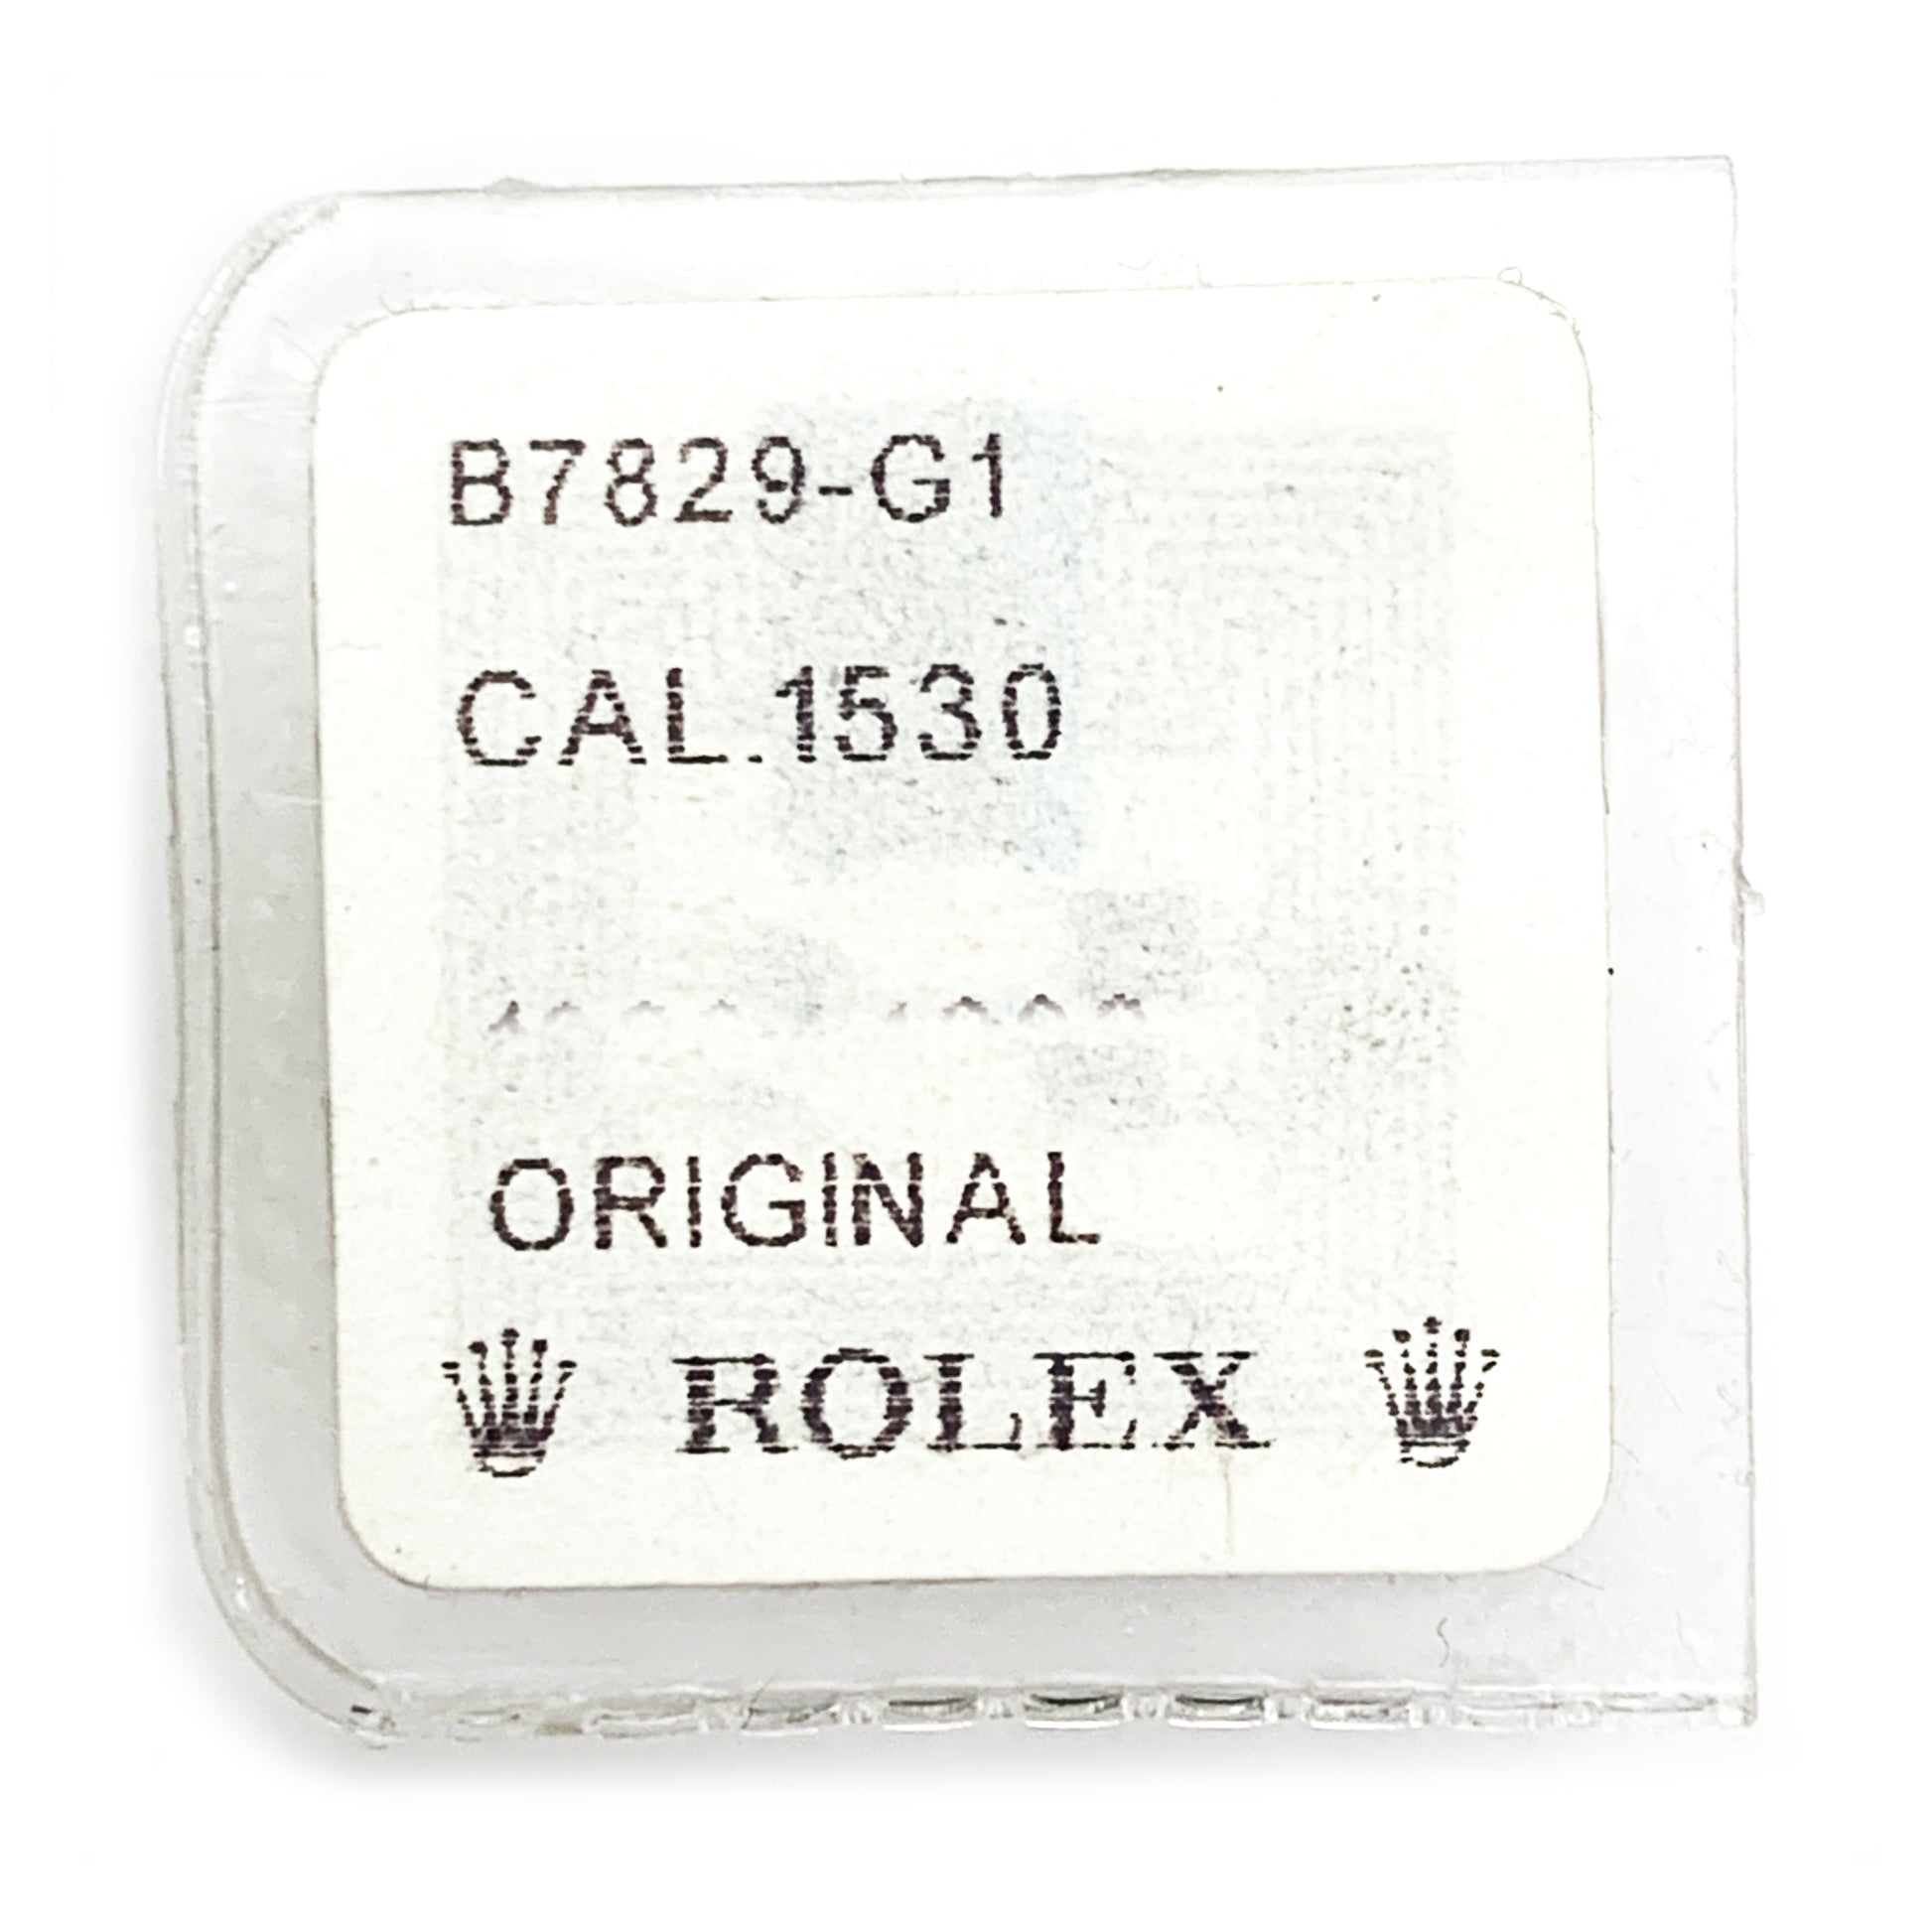 B7829-G1
CAL.1530
ORIGINAL
ROLEX